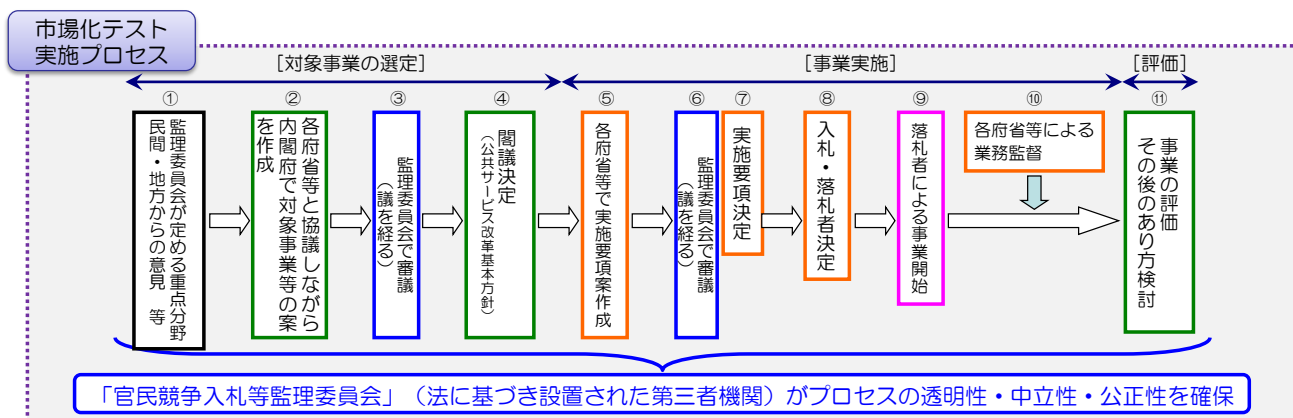 市場化テスト
実施プロセス
[対象事業の選定]
[事業実施]
[評価]
①
監理委員会が定める重点分野
民間・地方からの意見 等
②
各府省等と協議しながら
内閣府で対象事業等の案
を作成
③
監理委員会で審議
(議を経る)
④
閣議決定
(公共サービス改革基本方針)
⑤
各府省等で実施要項案作成
⑥
監理委員会で審議
(議を経る)
⑦
実施要項決定
⑧
入札・落札者決定
⑨
落札者による事業開始
⑩
各府省等による
業務監督
⑪
事業の評価
その後のあり方検討
「官民競争入札等監理委員会」(法に基づき設置された第三者機関)がプロセスの透明性・中立性・公正性を確保